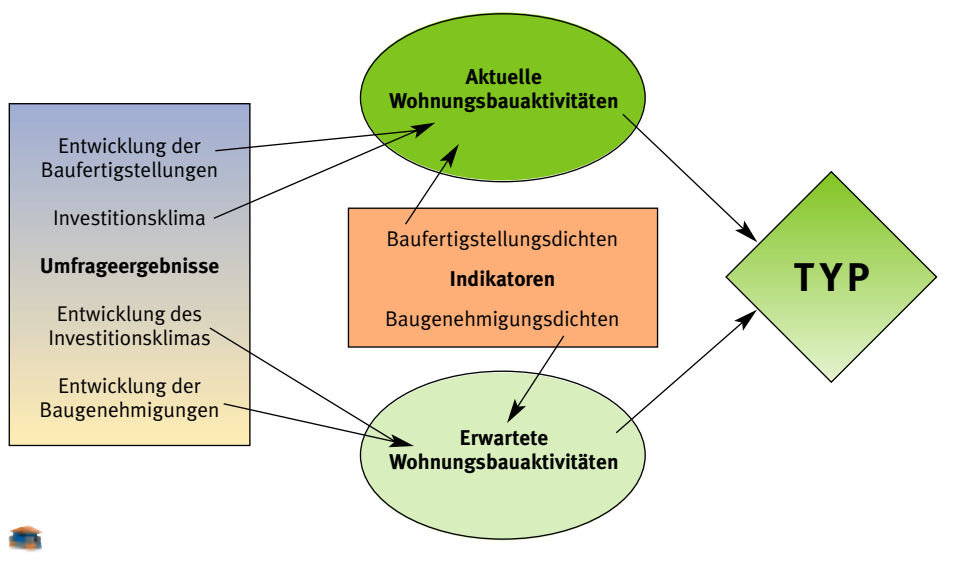 Aktuelle
Wohnungsbauaktivitäten
Entwicklung der
Baufertigstellungen
Investitionsklima
Umfrageergebnisse
Entwicklung des
Investitionsklimas
Entwicklung der
Baugenehmigungen
Baufertigstellungsdichten
Indikatoren
Baugenehmigungsdichten
TYP
Erwartete
Wohnungsbauaktivitäten